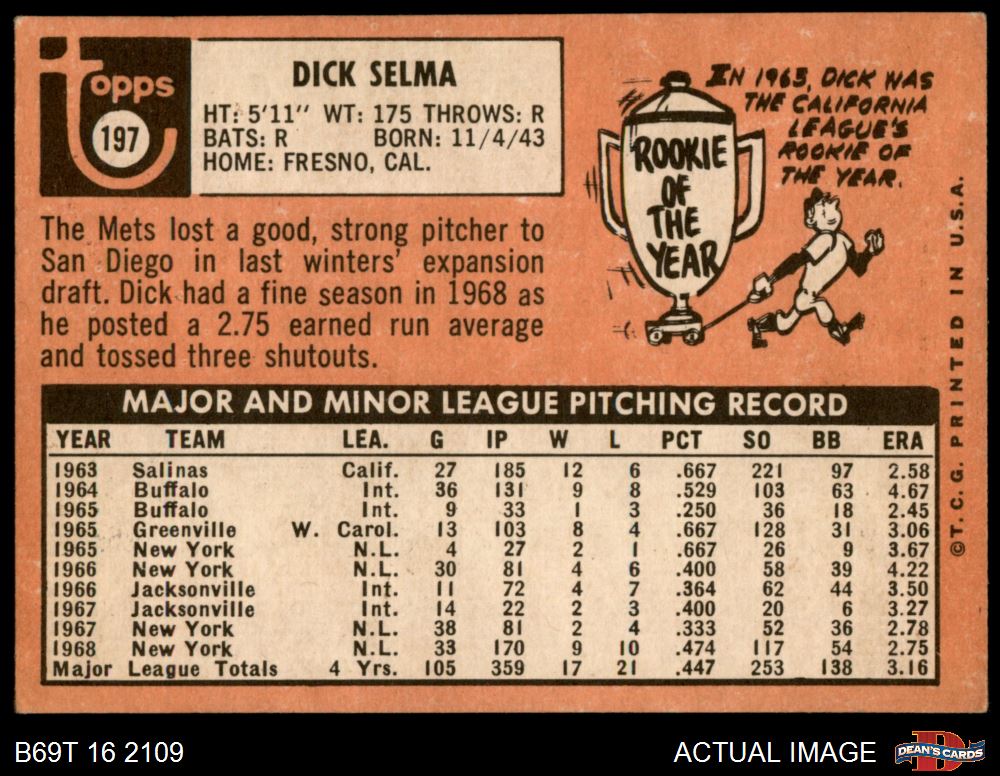 Topps
197
DICK SELMA
HT: 5'11" WT: 175 THROWS: R
BATS: R BORN: 11/4/43
HOME: FRESNO, CAL.
IN 1963, DICK WAS
THE CALIFORNIA
LEAGUE'S
ROOKIE OF
THE YEAR.
ROOKIE
OF
THE
YEAR
The Mets lost a good, strong pitcher to
San Diego in last winters' expansion
draft. Dick had a fine season in 1968 as
he posted a 2.75 earned run average
and tossed three shutouts.
MAJOR AND MINOR LEAGUE PITCHING RECORD
YEAR TEAM LEA. G IP W L PCT SO BB ERA
1963 Salinas Calif. 27 185 12 6 .667 221 97 2.58
1964 Buffalo Int. 36 131 9 8 .529 103 63 4.67
1965 Buffalo Int. 9 33 1 3 .250 36 18 2.45
1965 Greenville W. Carol. 13 103 8 4 .667 128 31 3.06
1965 New York N.L. 4 27 2 1 .667 26 9 3.67
1966 New York N.L. 30 81 4 6 .400 58 39 4.22
1966 Jacksonville Int. 11 72 4 7 .364 62 44 3.50
1967 Jacksonville Int. 14 22 2 3 .400 20 6 3.27
1967 New York N.L. 38 81 2 4 .333 52 36 2.78
1968 New York N.L. 33 170 9 10 .474 117 54 2.75
Major League Totals 4 Yrs. 105 359 17 21 .447 253 138 3.16
©T.C.G. PRINTED IN U.S.A.
B69T 16 2109
ACTUAL IMAGE
D
DEAN'S CARDS